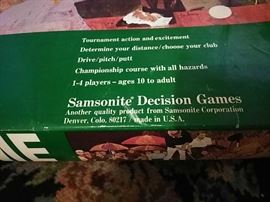 Tournament action and excitement
Determine your distance/choose your club
Drive/pitch/putt
Championship course with all hazards
1-4 players – ages 10 to adult
Samsonite® Decision Games
Another quality product from Samsonite Corporation
Denver, Colo. 80217 / made in U.S.A.
NE